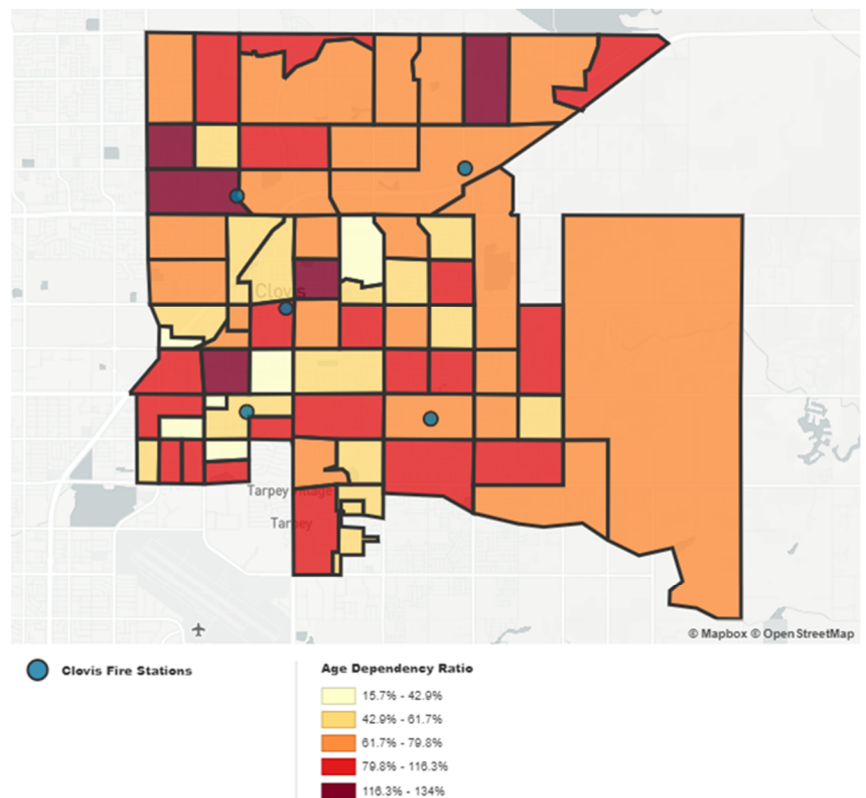 Clovis
Tarpey Village
Tarpey
© Mapbox © OpenStreetMap
Clovis Fire Stations
Age Dependency Ratio
15.7% - 42.9%
42.9% - 61.7%
61.7% - 79.8%
79.8% - 116.3%
116.3% - 134%